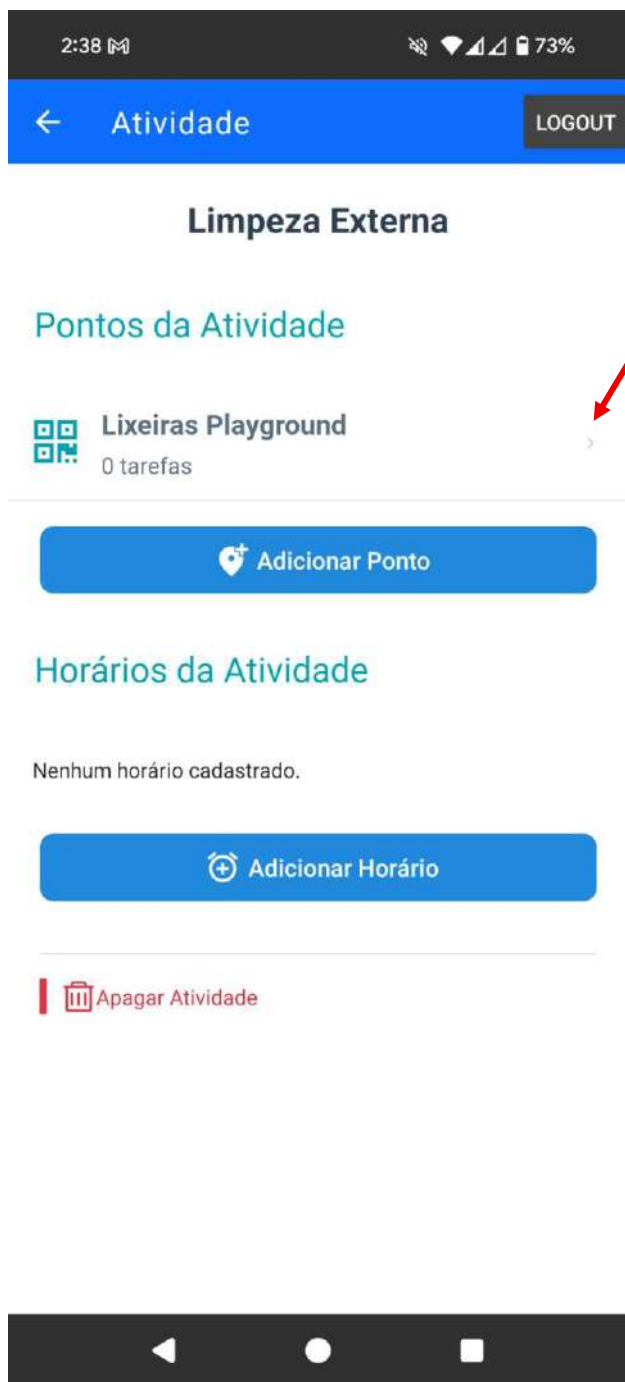 2:38 73%
Atividade LOGOUT
Limpeza Externa
Pontos da Atividade
Lixeiras Playground
0 tarefas
Adicionar Ponto
Horários da Atividade
Nenhum horário cadastrado.
Adicionar Horário
Apagar Atividade